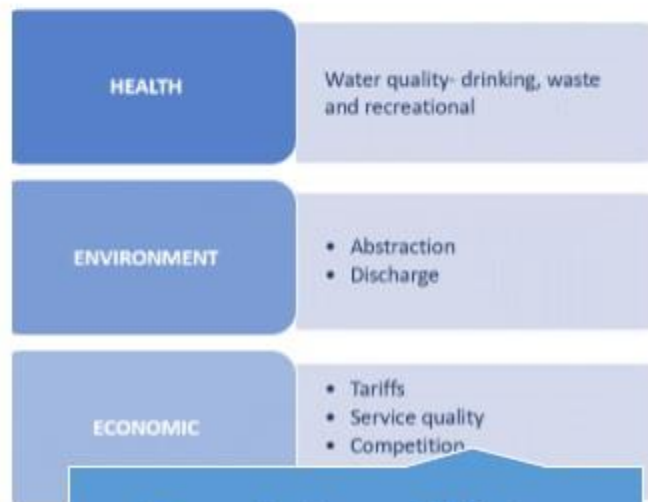 HEALTH
Water quality- drinking, waste
and recreational
ENVIRONMENT
• Abstraction
• Discharge
ECONOMIC
• Tariffs
• Service quality
• Competition